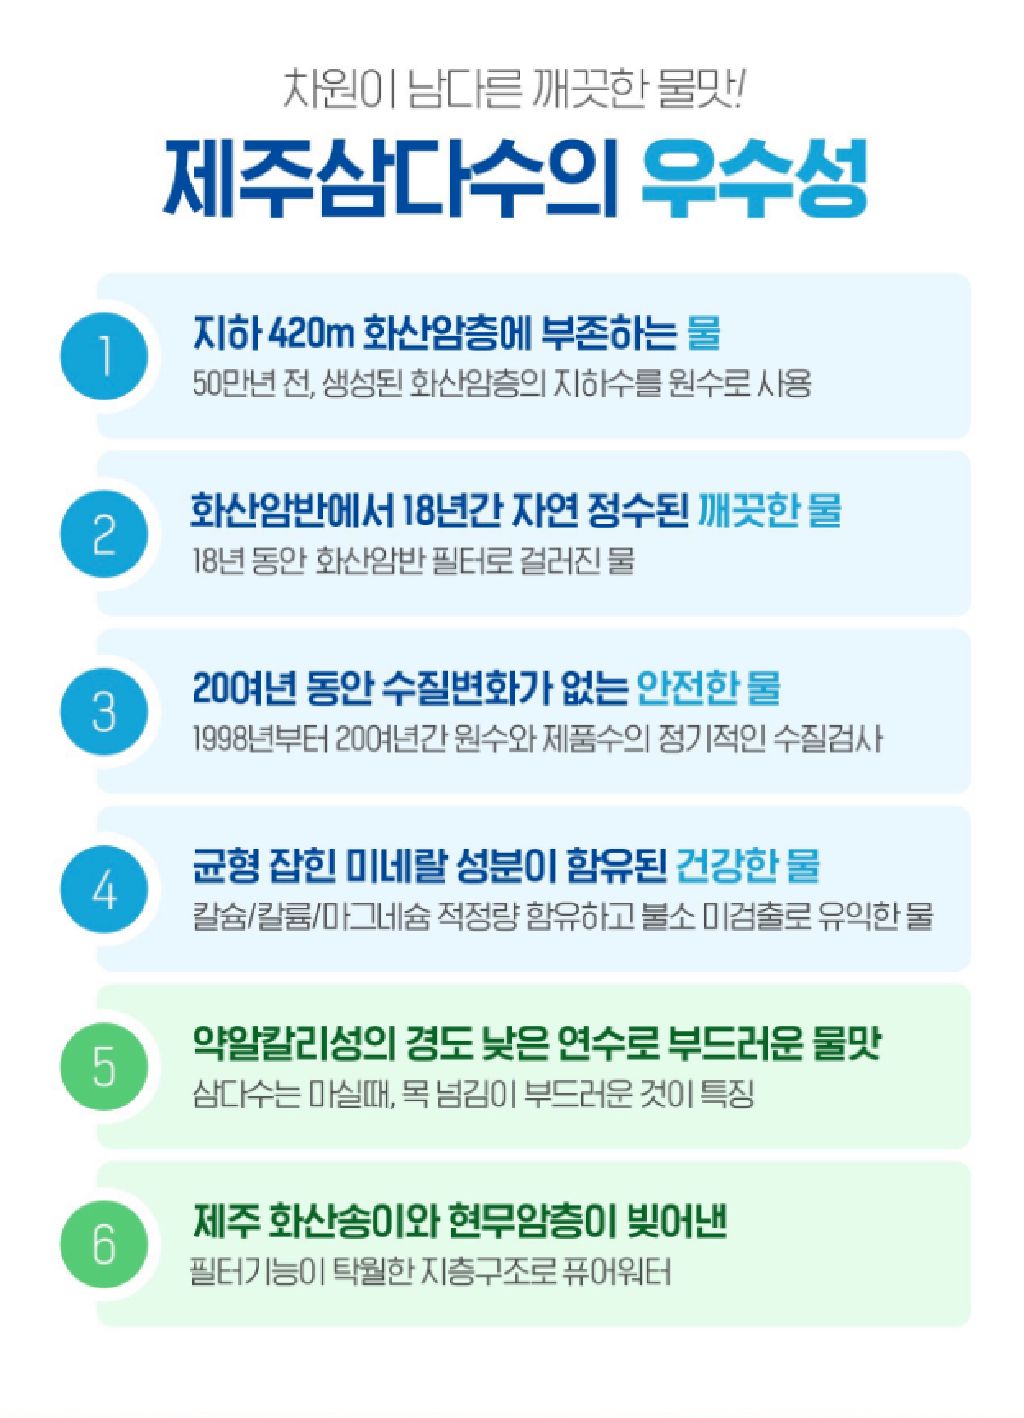 차원이 남다른 깨끗한 물맛!
제주삼다수의 우수성
1
지하 420m 화산암층에 부존하는 물
50만년 전, 생성된 화산암층의 지하수를 원수로 사용
2
화산암반에서 18년간 자연 정수된 깨끗한 물
18년 동안 화산암반 필터로 걸러진 물
3
20여년 동안 수질변화가 없는 안전한 물
1998년부터 20여년간 원수와 제품수의 정기적인 수질검사
4
균형 잡힌 미네랄 성분이 함유된 건강한 물
칼슘/칼륨/마그네슘 적정량 함유하고 불소 미검출로 유익한 물
5
약알칼리성의 경도 낮은 연수로 부드러운 물맛
삼다수는 마실때, 목 넘김이 부드러운 것이 특징
6
제주 화산송이와 현무암층이 빚어낸
필터기능이 탁월한 지층구조로 퓨어워터